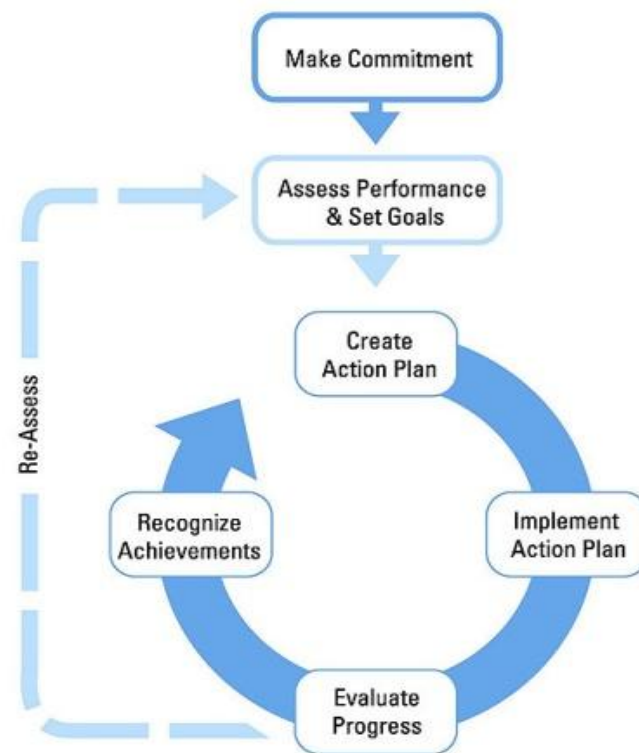 Make Commitment
Assess Performance
& Set Goals
Create
Action Plan
Re-Assess
Recognize
Achievements
Implement
Action Plan
Evaluate
Progress